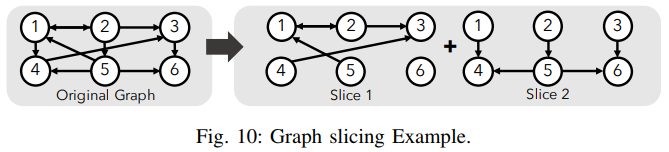 1 2 3 1 2 3 1 2 3
4 5 6 + 4 5 6 4 5 6
Original Graph Slice 1 Slice 2
Fig. 10: Graph slicing Example.